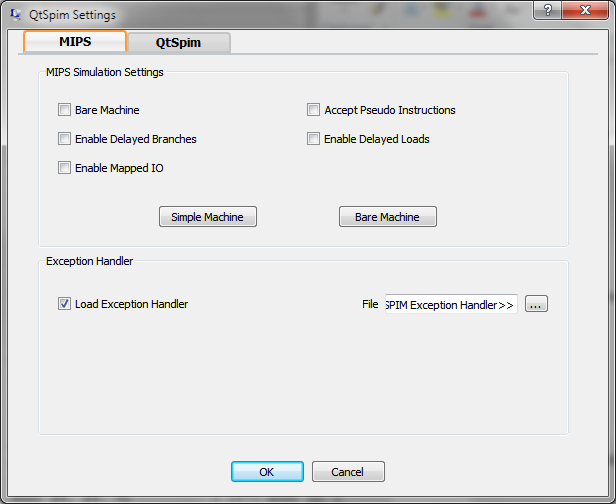 QtSpim Settings
MIPS
QtSpim
MIPS Simulation Settings
Bare Machine
Accept Pseudo Instructions
Enable Delayed Branches
Enable Delayed Loads
Enable Mapped IO
Simple Machine
Bare Machine
Exception Handler
Load Exception Handler
File
SPIM Exception Handler>>
...
OK
Cancel